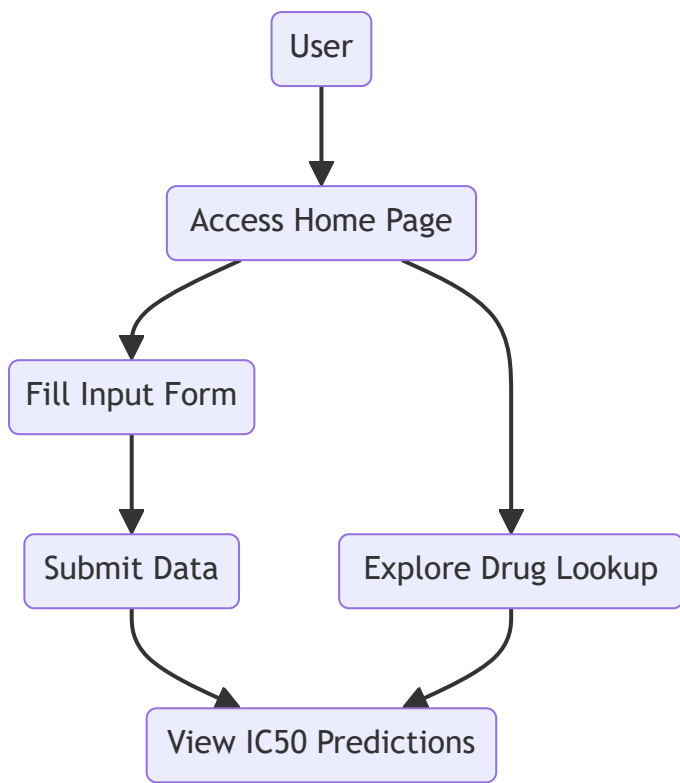 User
Access Home Page
Fill Input Form
Submit Data
Explore Drug Lookup
View IC50 Predictions